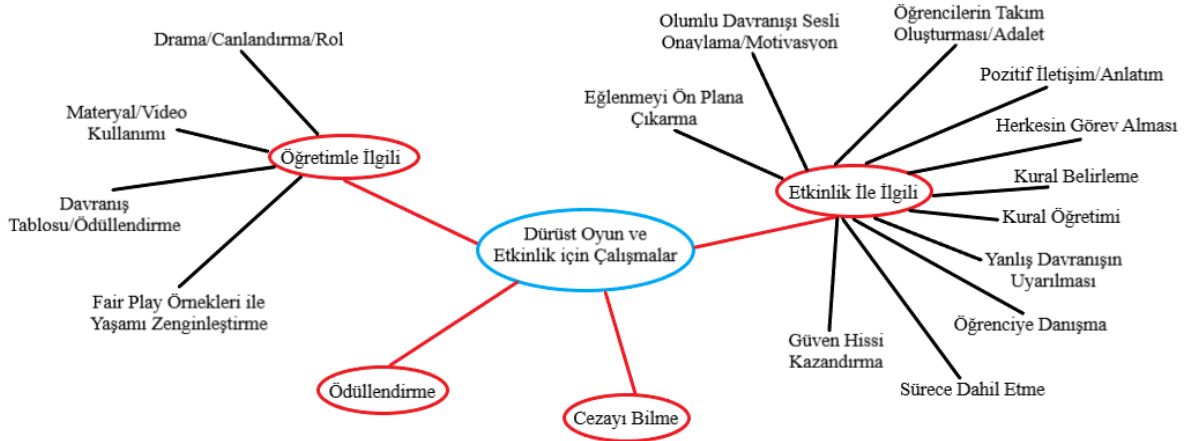 Drama/Canlandırma/Rol
Materyal/Video
Kullanımı
Öğretimle İlgili
Davranış
Tablosu/Ödüllendirme
Fair Play Örnekleri ile
Yaşamı Zenginleştirme
Olumlu Davranışı Sesli
Onaylama/Motivasyon
Öğrencilerin Takım
Oluşturması/Adalet
Eğlenmeyi Ön Plana
Çıkarma
Pozitif İletişim/Anlatım
Herkesin Görev Alması
Etkinlik İle İlgili
Kural Belirleme
Kural Öğretimi
Yanlış Davranışın
Uyarılması
Öğrenciye Danışma
Güven Hissi
Kazandırma
Sürece Dahil Etme
Dürüst Oyun ve
Etkinlik için Çalışmalar
Ödüllendirme
Cezayı Bilme